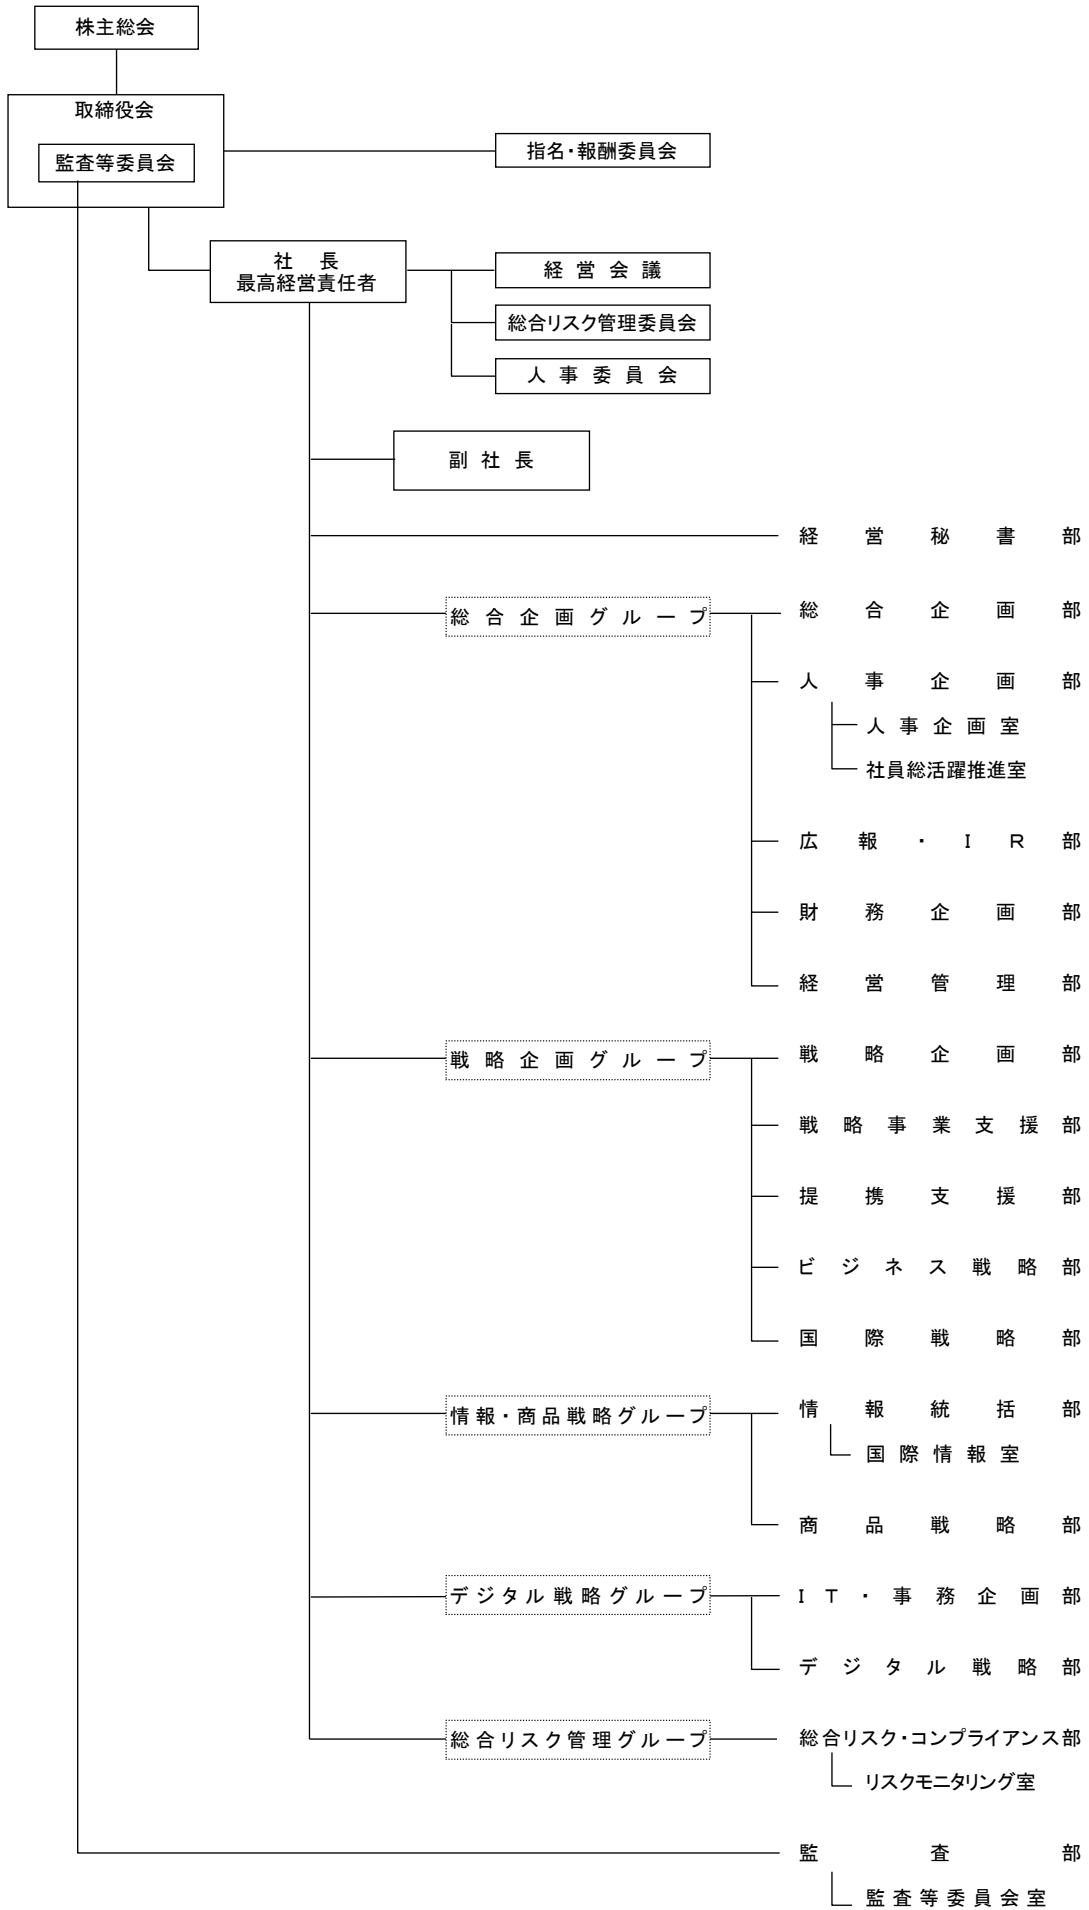 株主総会
取締役会
監査等委員会
指名・報酬委員会
社長
最高経営責任者
経営会議
総合リスク管理委員会
人事委員会
副社長
経営秘書部
総合企画グループ
総合企画部
人事企画部
人事企画室
社員総活躍推進室
広報・ＩＲ部
財務企画部
経営管理部
戦略企画グループ
戦略企画部
戦略事業支援部
提携支援部
ビジネス戦略部
国際戦略部
情報・商品戦略グループ
情報統括部
国際情報室
商品戦略部
デジタル戦略グループ
ＩＴ・事務企画部
デジタル戦略部
総合リスク管理グループ
総合リスク・コンプライアンス部
リスクモニタリング室
監査部
監査等委員会室